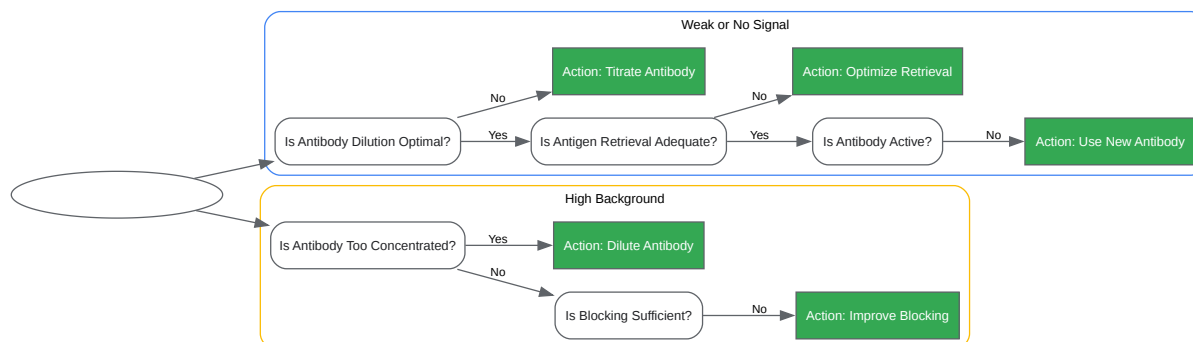 Weak or No Signal
Action: Titrate Antibody
Action: Optimize Retrieval
No
No
Is Antibody Dilution Optimal?
Yes
Is Antigen Retrieval Adequate?
Yes
Is Antibody Active?
No
Action: Use New Antibody
High Background
Is Antibody Too Concentrated?
Yes
Action: Dilute Antibody
No
Is Blocking Sufficient?
No
Action: Improve Blocking